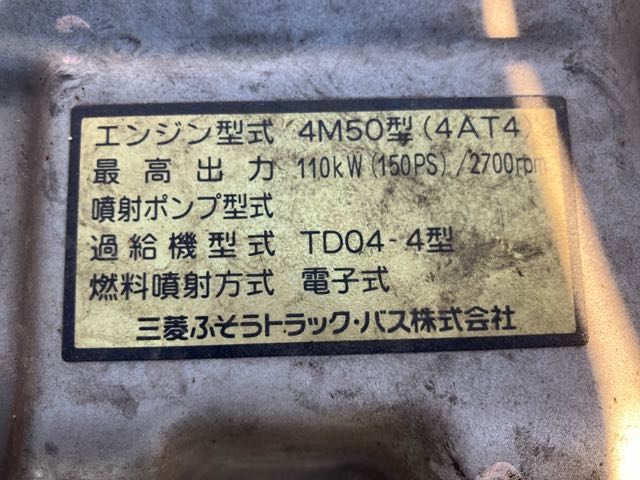 エンジン型式 4M50型(4AT4)
最高出力 110kW(150PS)/2700rpm
噴射ポンプ型式
過給機型式 TD04-4型
燃料噴射方式 電子式
三菱ふそうトラック・バス株式会社